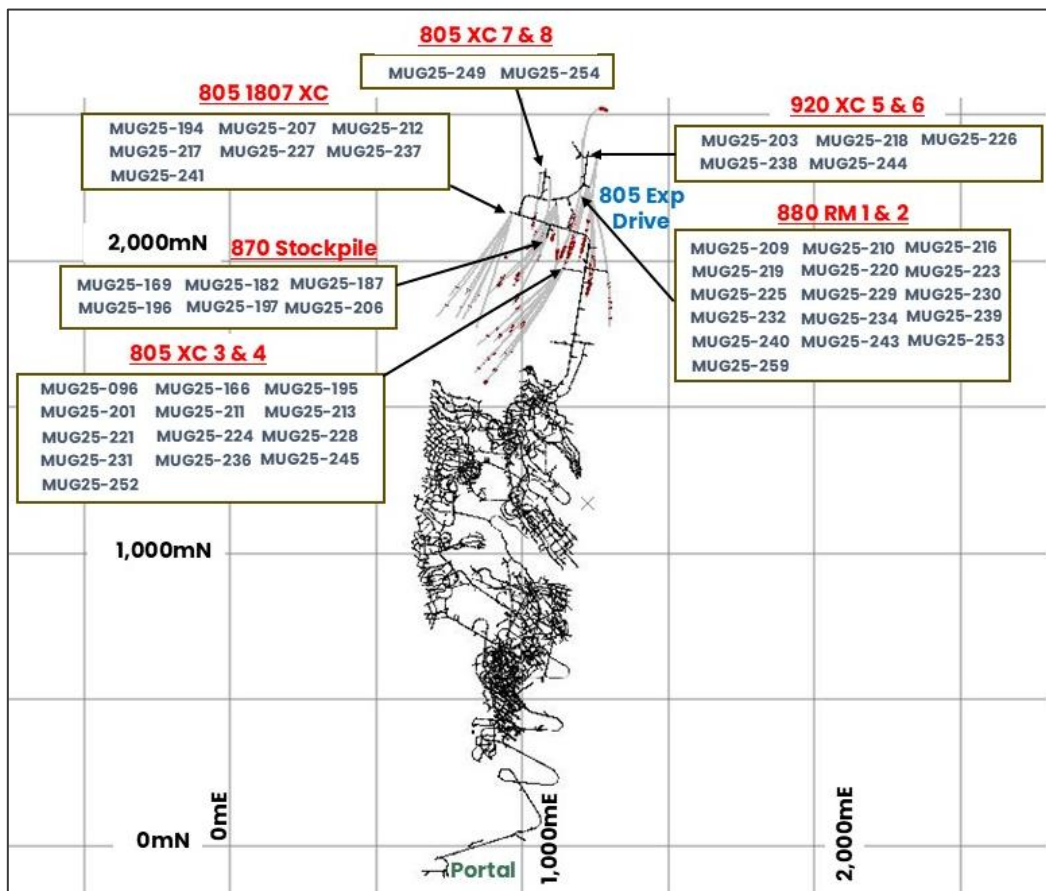 805 XC 7 & 8
MUG25-249 MUG25-254
805 1807 XC
MUG25-194 MUG25-207 MUG25-212
MUG25-217 MUG25-227 MUG25-237
MUG25-241
920 XC 5 & 6
MUG25-203 MUG25-218 MUG25-226
MUG25-238 MUG25-244
805 Exp
Drive
2,000mN
870 Stockpile
MUG25-169 MUG25-182 MUG25-187
MUG25-196 MUG25-197 MUG25-206
880 RM 1 & 2
MUG25-209 MUG25-210 MUG25-216
MUG25-219 MUG25-220 MUG25-223
MUG25-225 MUG25-229 MUG25-230
MUG25-232 MUG25-234 MUG25-239
MUG25-240 MUG25-243 MUG25-253
MUG25-259
805 XC 3 & 4
MUG25-096 MUG25-166 MUG25-195
MUG25-201 MUG25-211 MUG25-213
MUG25-221 MUG25-224 MUG25-228
MUG25-231 MUG25-236 MUG25-245
MUG25-252
1,000mN
0mN
0mE
1,000mE
2,000mE
Portal